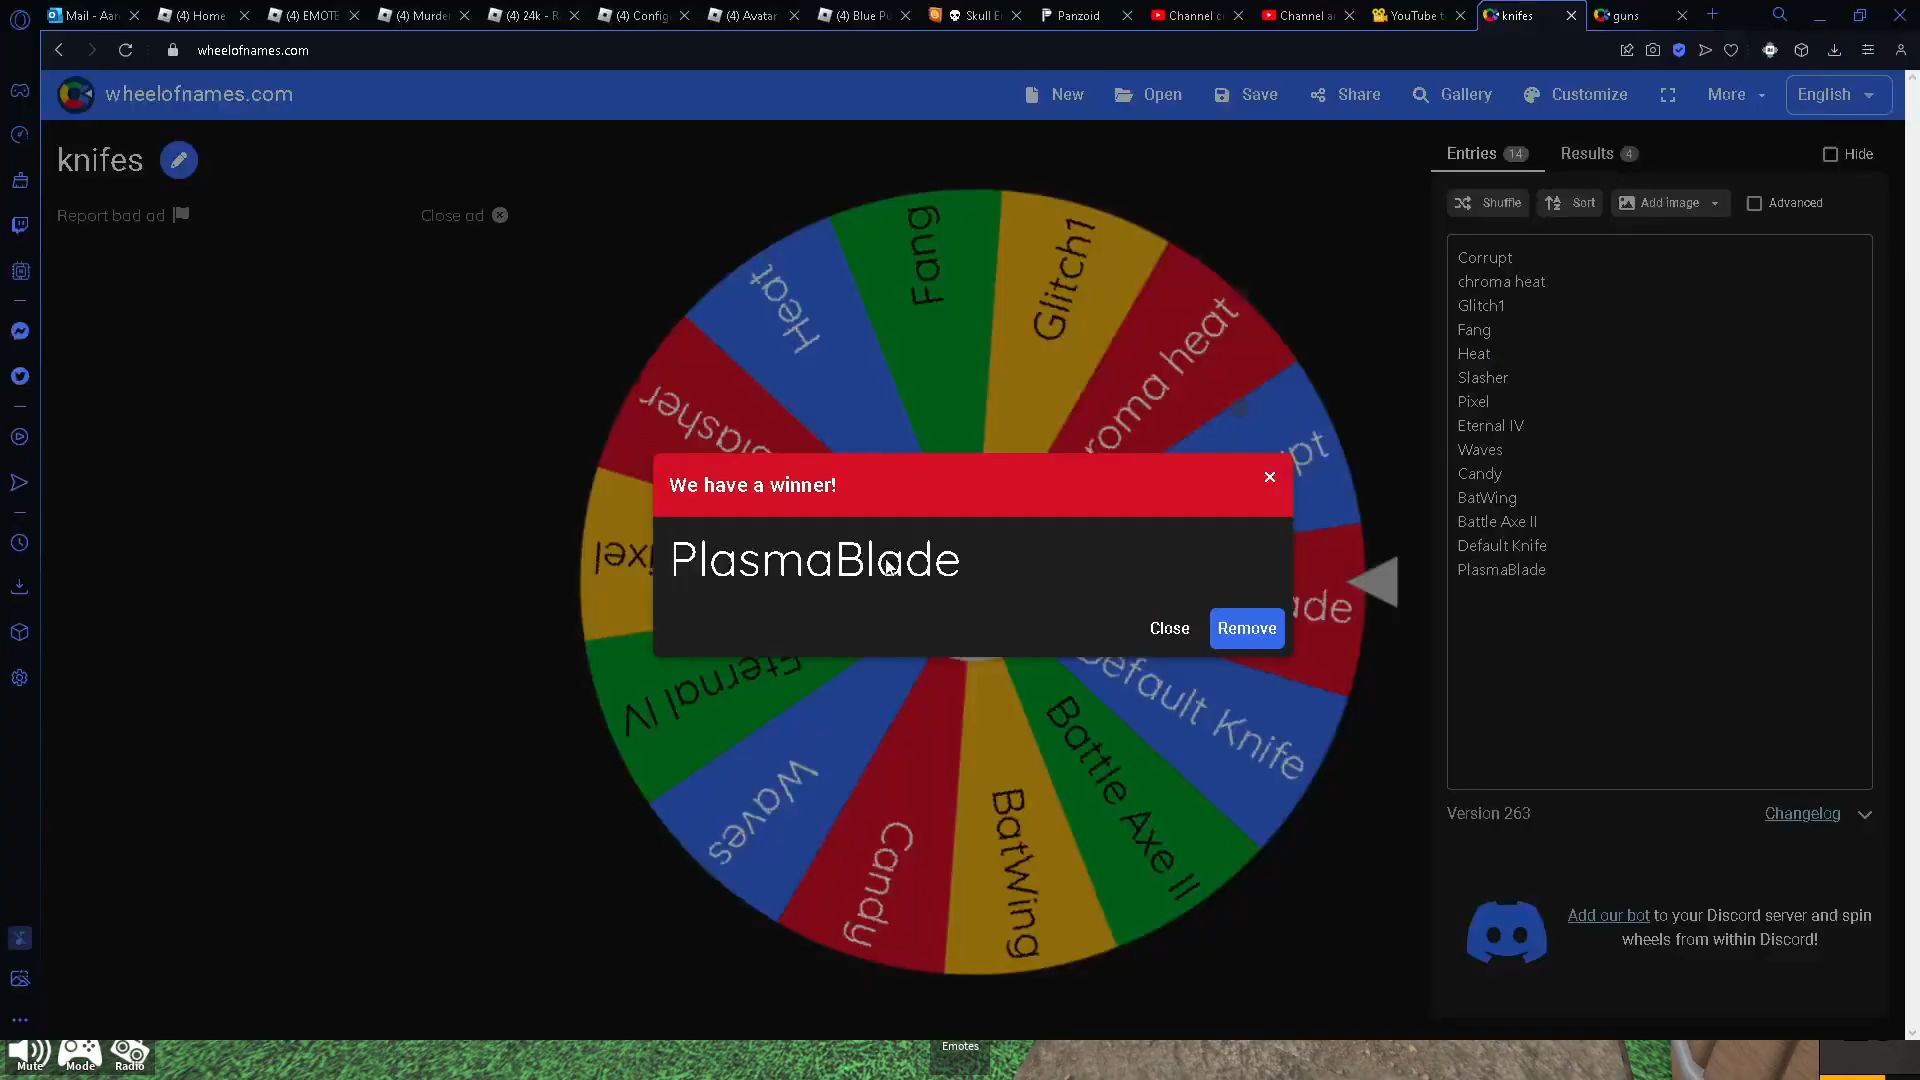 Mail - Aar
(4) Home
(4) EMOTE
(4) Murde
(4) 24k - R
(4) Config
(4) Avatar
(4) Blue Pu
Skull E
Panzoid
Channel c
Channel a
YouTube t
knifes
guns
wheelofnames.com
wheelofnames.com
New
Open
Save
Share
Gallery
Customize
More
English
knifes
Report bad ad
Close ad
Entries 14
Results 4
Hide
Shuffle
Sort
Add image
Advanced
Corrupt
chroma heat
Glitch1
Fang
Heat
Slasher
Pixel
Eternal IV
Waves
Candy
BatWing
Battle Axe II
Default Knife
PlasmaBlade
Version 263
Changelog
Add our bot to your Discord server and spin
wheels from within Discord!
Fang
Glitch1
Heat
roma heat
lasher
pt
ixel
ade
Eternal IV
Default Knife
Waves
Candy
BatWing
Battle Axe II
We have a winner!
PlasmaBlade
Close
Remove
Mute
Mode
Radio
Emotes